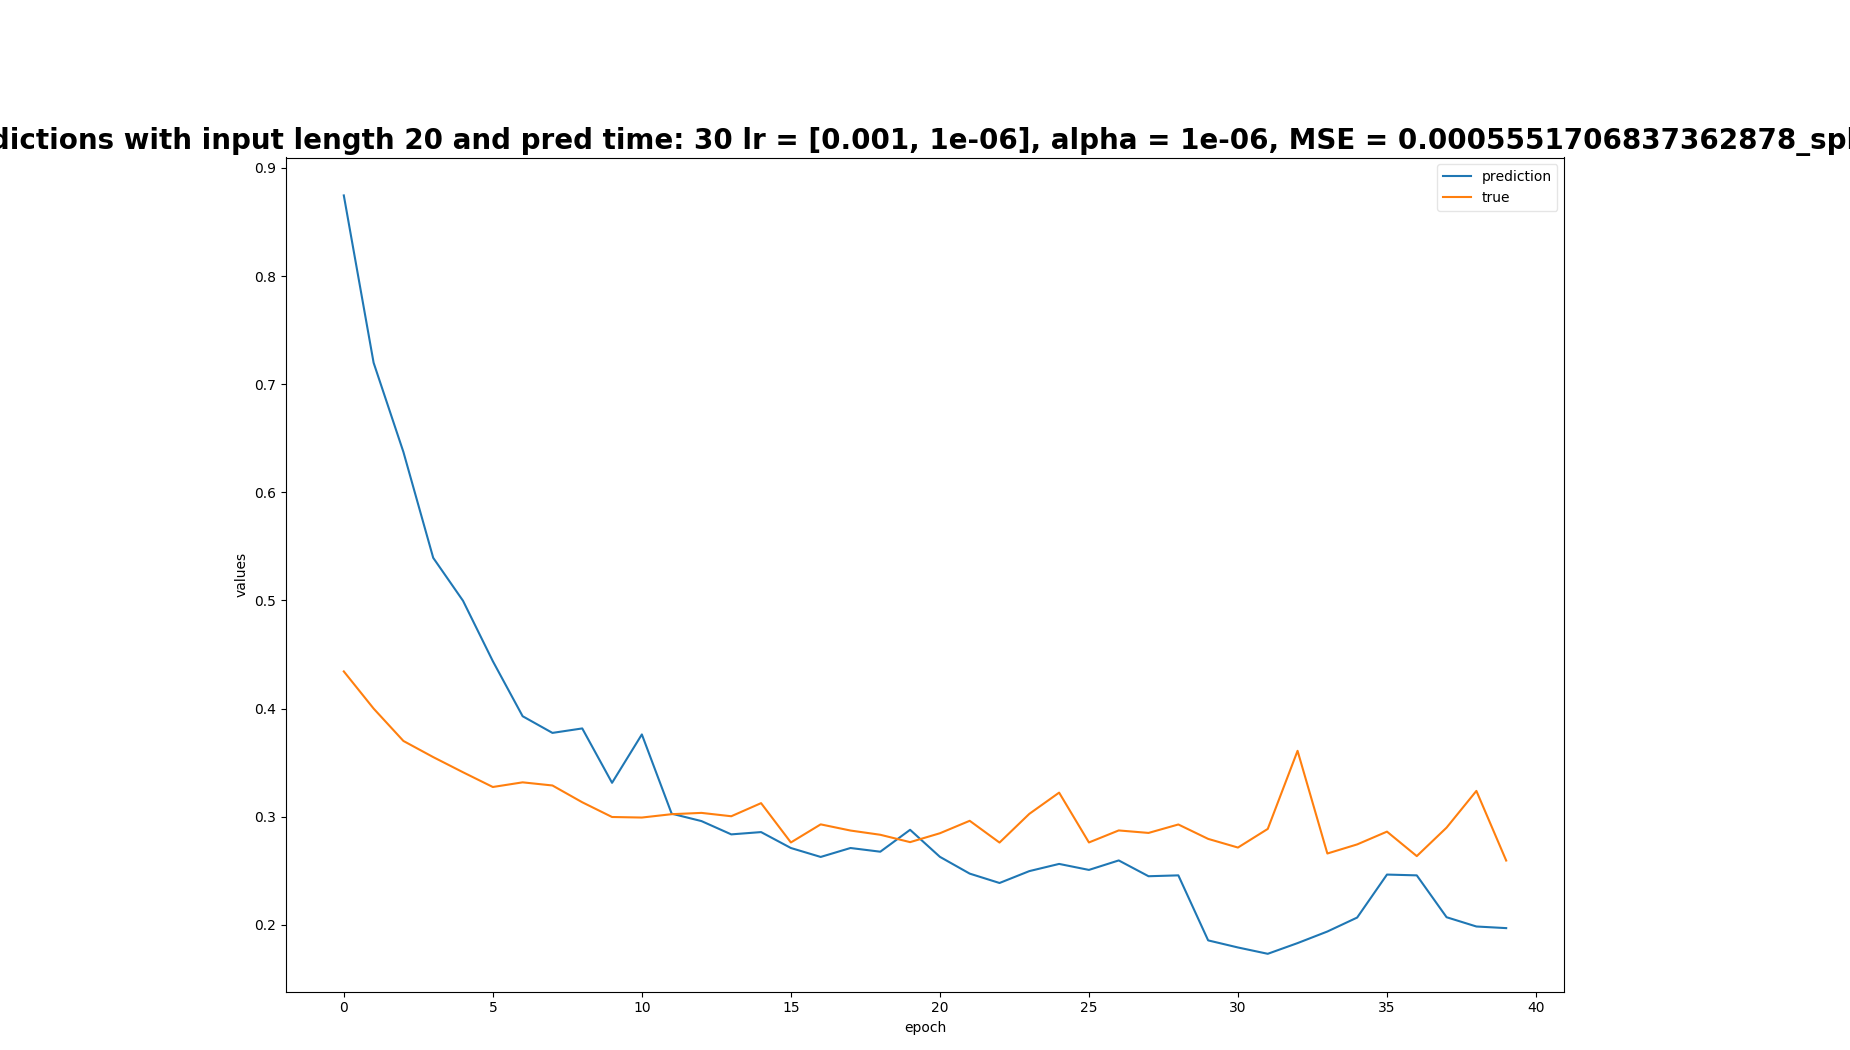 dictions with input length 20 and pred time: 30 lr = [0.001, 1e-06], alpha = 1e-06, MSE = 0.0005551706837362878_spl
prediction
true
0.9
0.8
0.7
0.6
0.5
0.4
0.3
0.2
values
0 5 10 15 20 25 30 35 40
epoch